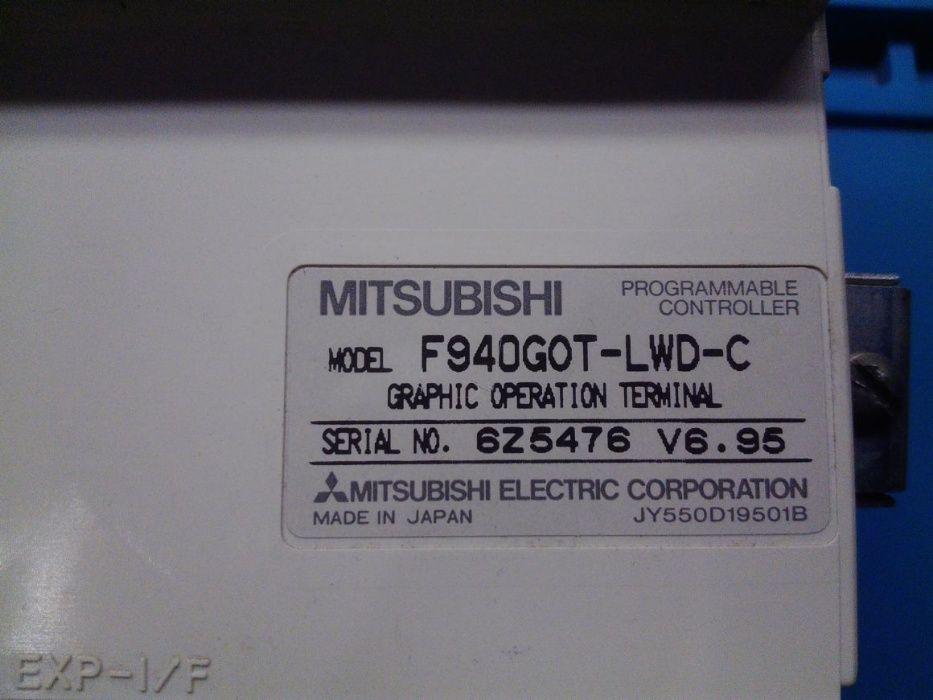 MITSUBISHI
PROGRAMMABLE
CONTROLLER
MODEL F940GOT-LWD-C
GRAPHIC OPERATION TERMINAL
SERIAL NO. 6Z5476 V6.95
MITSUBISHI ELECTRIC CORPORATION
MADE IN JAPAN JY550D19501B
EXP-I/F